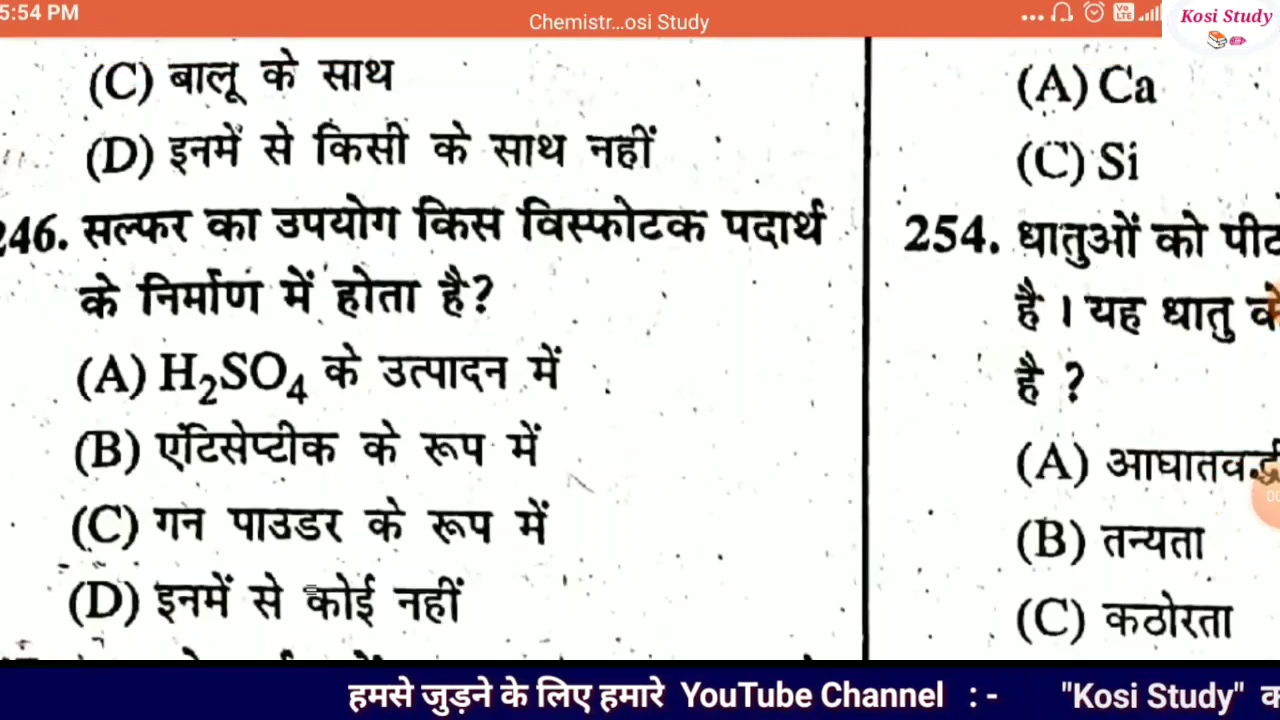 5:54 PM
Chemistr...osi Study
Kosi Study
(C) बालू के साथ
(D) इनमें से किसी के साथ नहीं
246. सल्फर का उपयोग किस विस्फोटक पदार्थ
के निर्माण में होता है?
(A) H₂SO₄ के उत्पादन में
(B) एंटिसेप्टीक के रूप में
(C) गन पाउडर के रूप में
(D) इनमें से कोई नहीं
(A) Ca
(C) Si
254. धातुओं को
है । यह धातु
है ?
(A)
(B) तन्यता
(C) कठोरता
हमसे जुड़ने के लिए हमारे YouTube Channel :- "Kosi Study"